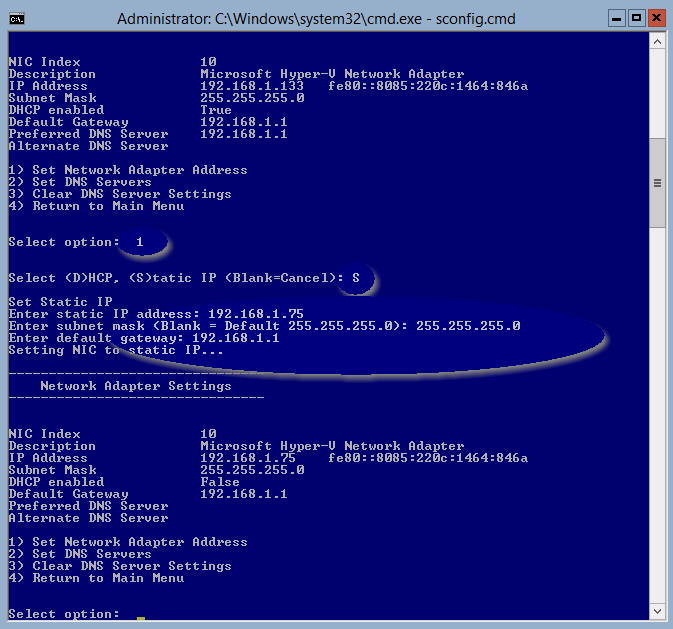 Administrator: C:\Windows\system32\cmd.exe - sconfig.cmd
NIC Index 10
Description Microsoft Hyper-V Network Adapter
IP Address 192.168.1.133 fe80::8085:220c:1464:846a
Subnet Mask 255.255.255.0
DHCP enabled True
Default Gateway 192.168.1.1
Preferred DNS Server 192.168.1.1
Alternate DNS Server
1) Set Network Adapter Address
2) Set DNS Servers
3) Clear DNS Server Settings
4) Return to Main Menu
Select option: 1
Select (D)HCP, (S)tatic IP (Blank=Cancel): S
Set Static IP
Enter static IP address: 192.168.1.75
Enter subnet mask (Blank = Default 255.255.255.0): 255.255.255.0
Enter default gateway: 192.168.1.1
Setting NIC to static IP...
--------------------------------
Network Adapter Settings
--------------------------------
NIC Index 10
Description Microsoft Hyper-V Network Adapter
IP Address 192.168.1.75 fe80::8085:220c:1464:846a
Subnet Mask 255.255.255.0
DHCP enabled False
Default Gateway 192.168.1.1
Preferred DNS Server
Alternate DNS Server
1) Set Network Adapter Address
2) Set DNS Servers
3) Clear DNS Server Settings
4) Return to Main Menu
Select option: _